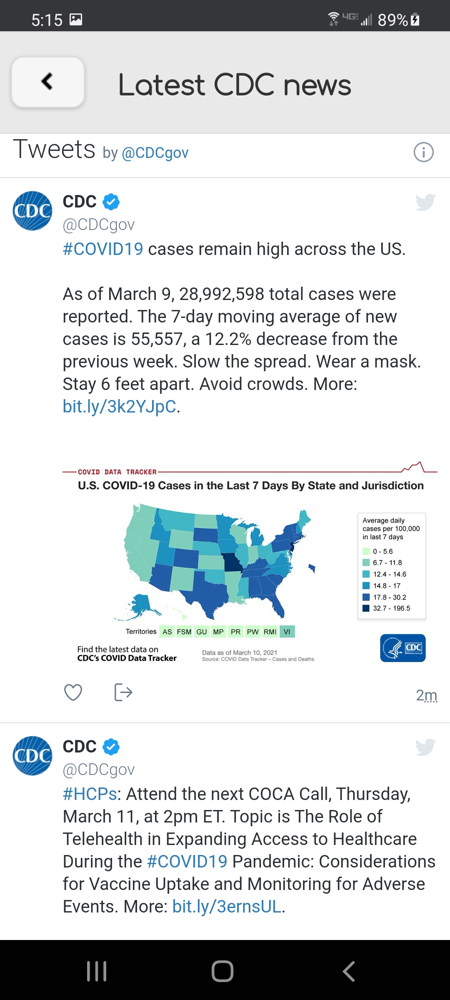 5:15
4GE 89%
Latest CDC news
Tweets by @CDCgov
CDC
CDC
@CDCgov
#COVID19 cases remain high across the US.
As of March 9, 28,992,598 total cases were
reported. The 7-day moving average of new
cases is 55,557, a 12.2% decrease from the
previous week. Slow the spread. Wear a mask.
Stay 6 feet apart. Avoid crowds. More:
bit.ly/3k2YJpC.
COVID DATA TRACKER
U.S. COVID-19 Cases in the Last 7 Days By State and Jurisdiction
Average daily
cases per 100,000
in last 7 days
0 - 5.6
6.7 - 11.8
12.4 - 14.6
14.8 - 17
17.8 - 30.2
32.7 - 196.5
Territories AS FSM GU MP PR PW RMI VI
Find the latest data on
CDC's COVID Data Tracker
Data as of March 10, 2021
Source: COVID Data Tracker – Cases and Deaths
CDC
2m
CDC
CDC
@CDCgov
#HCPs: Attend the next COCA Call, Thursday,
March 11, at 2pm ET. Topic is The Role of
Telehealth in Expanding Access to Healthcare
During the #COVID19 Pandemic: Considerations
for Vaccine Uptake and Monitoring for Adverse
Events. More: bit.ly/3ernsUL.